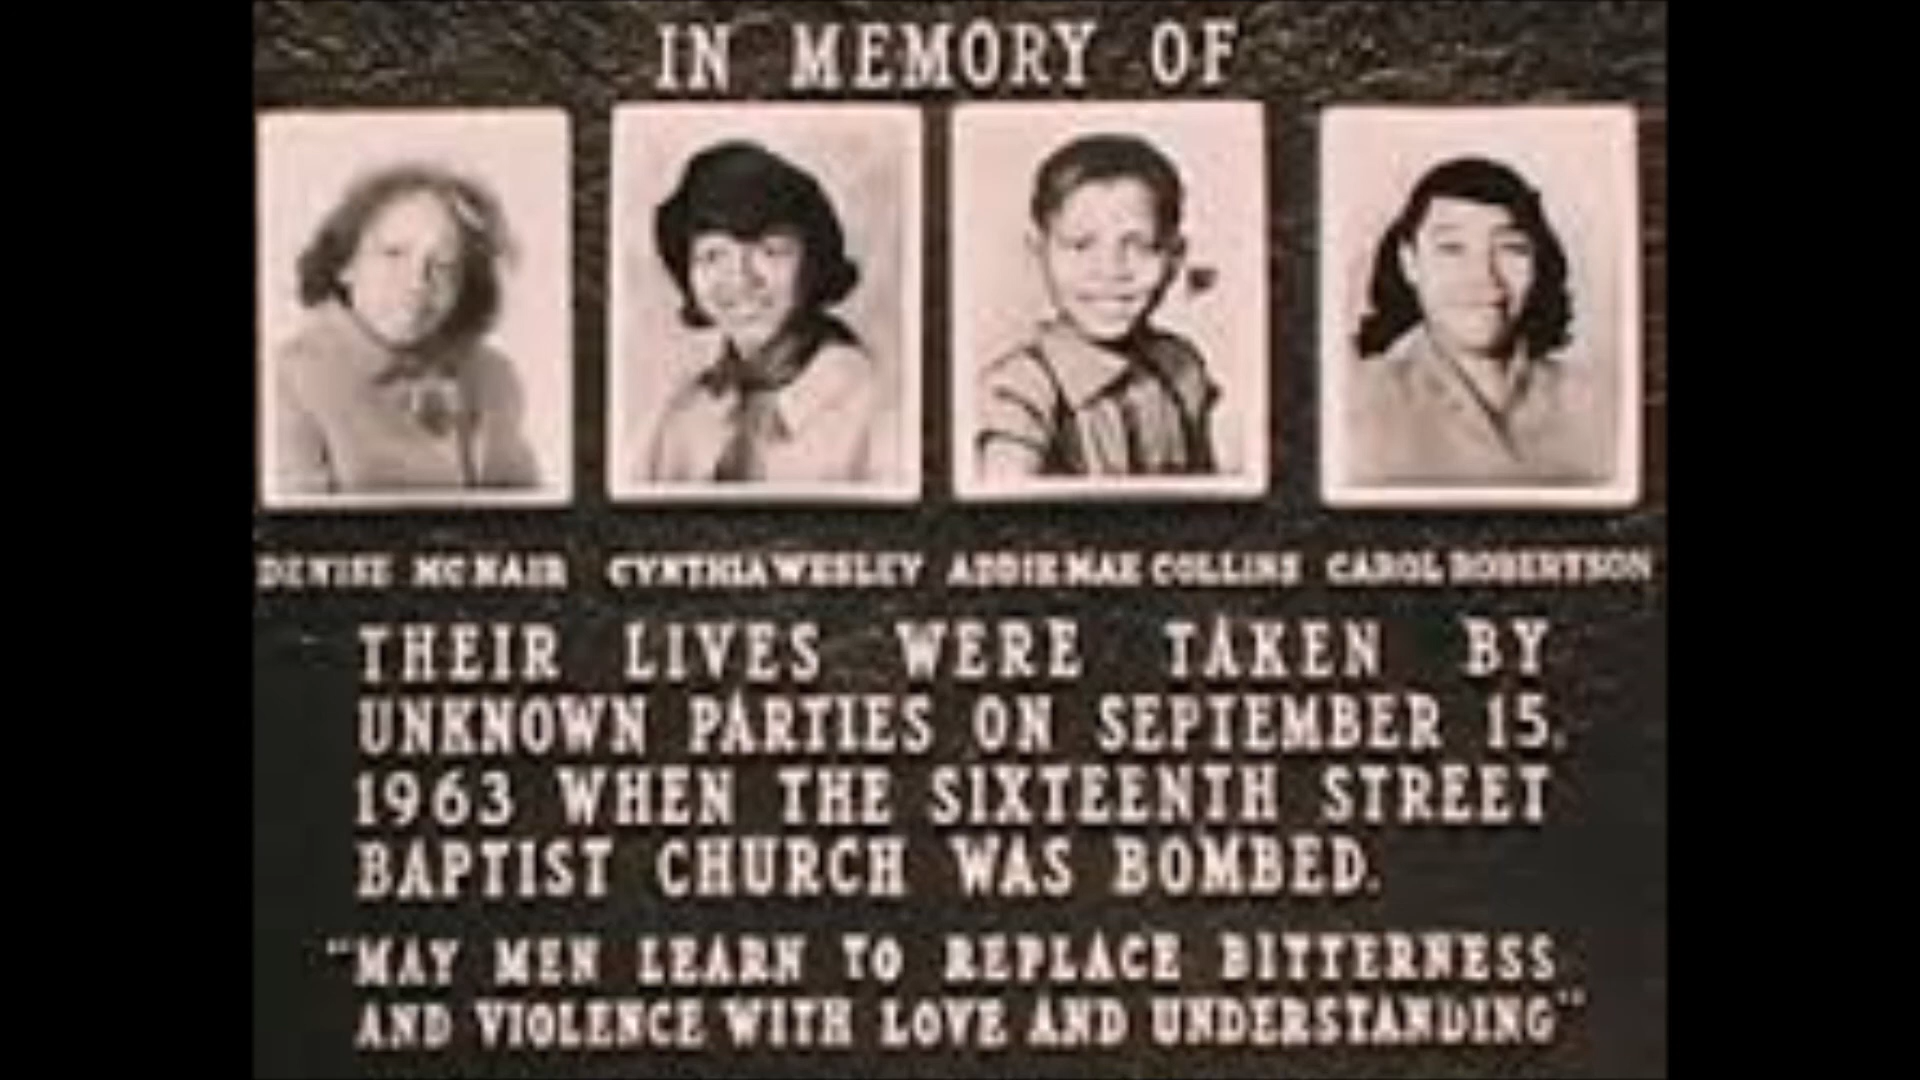 IN MEMORY OF
DENISE MCNAIR CYNTHIA WESLEY ADDIE MAE COLLINS CAROL ROBERTSON
THEIR LIVES WERE TAKEN BY
UNKNOWN PARTIES ON SEPTEMBER 15,
1963 WHEN THE SIXTEENTH STREET
BAPTIST CHURCH WAS BOMBED.
"MAY MEN LEARN TO REPLACE BITTERNESS
AND VIOLENCE WITH LOVE AND UNDERSTANDING"